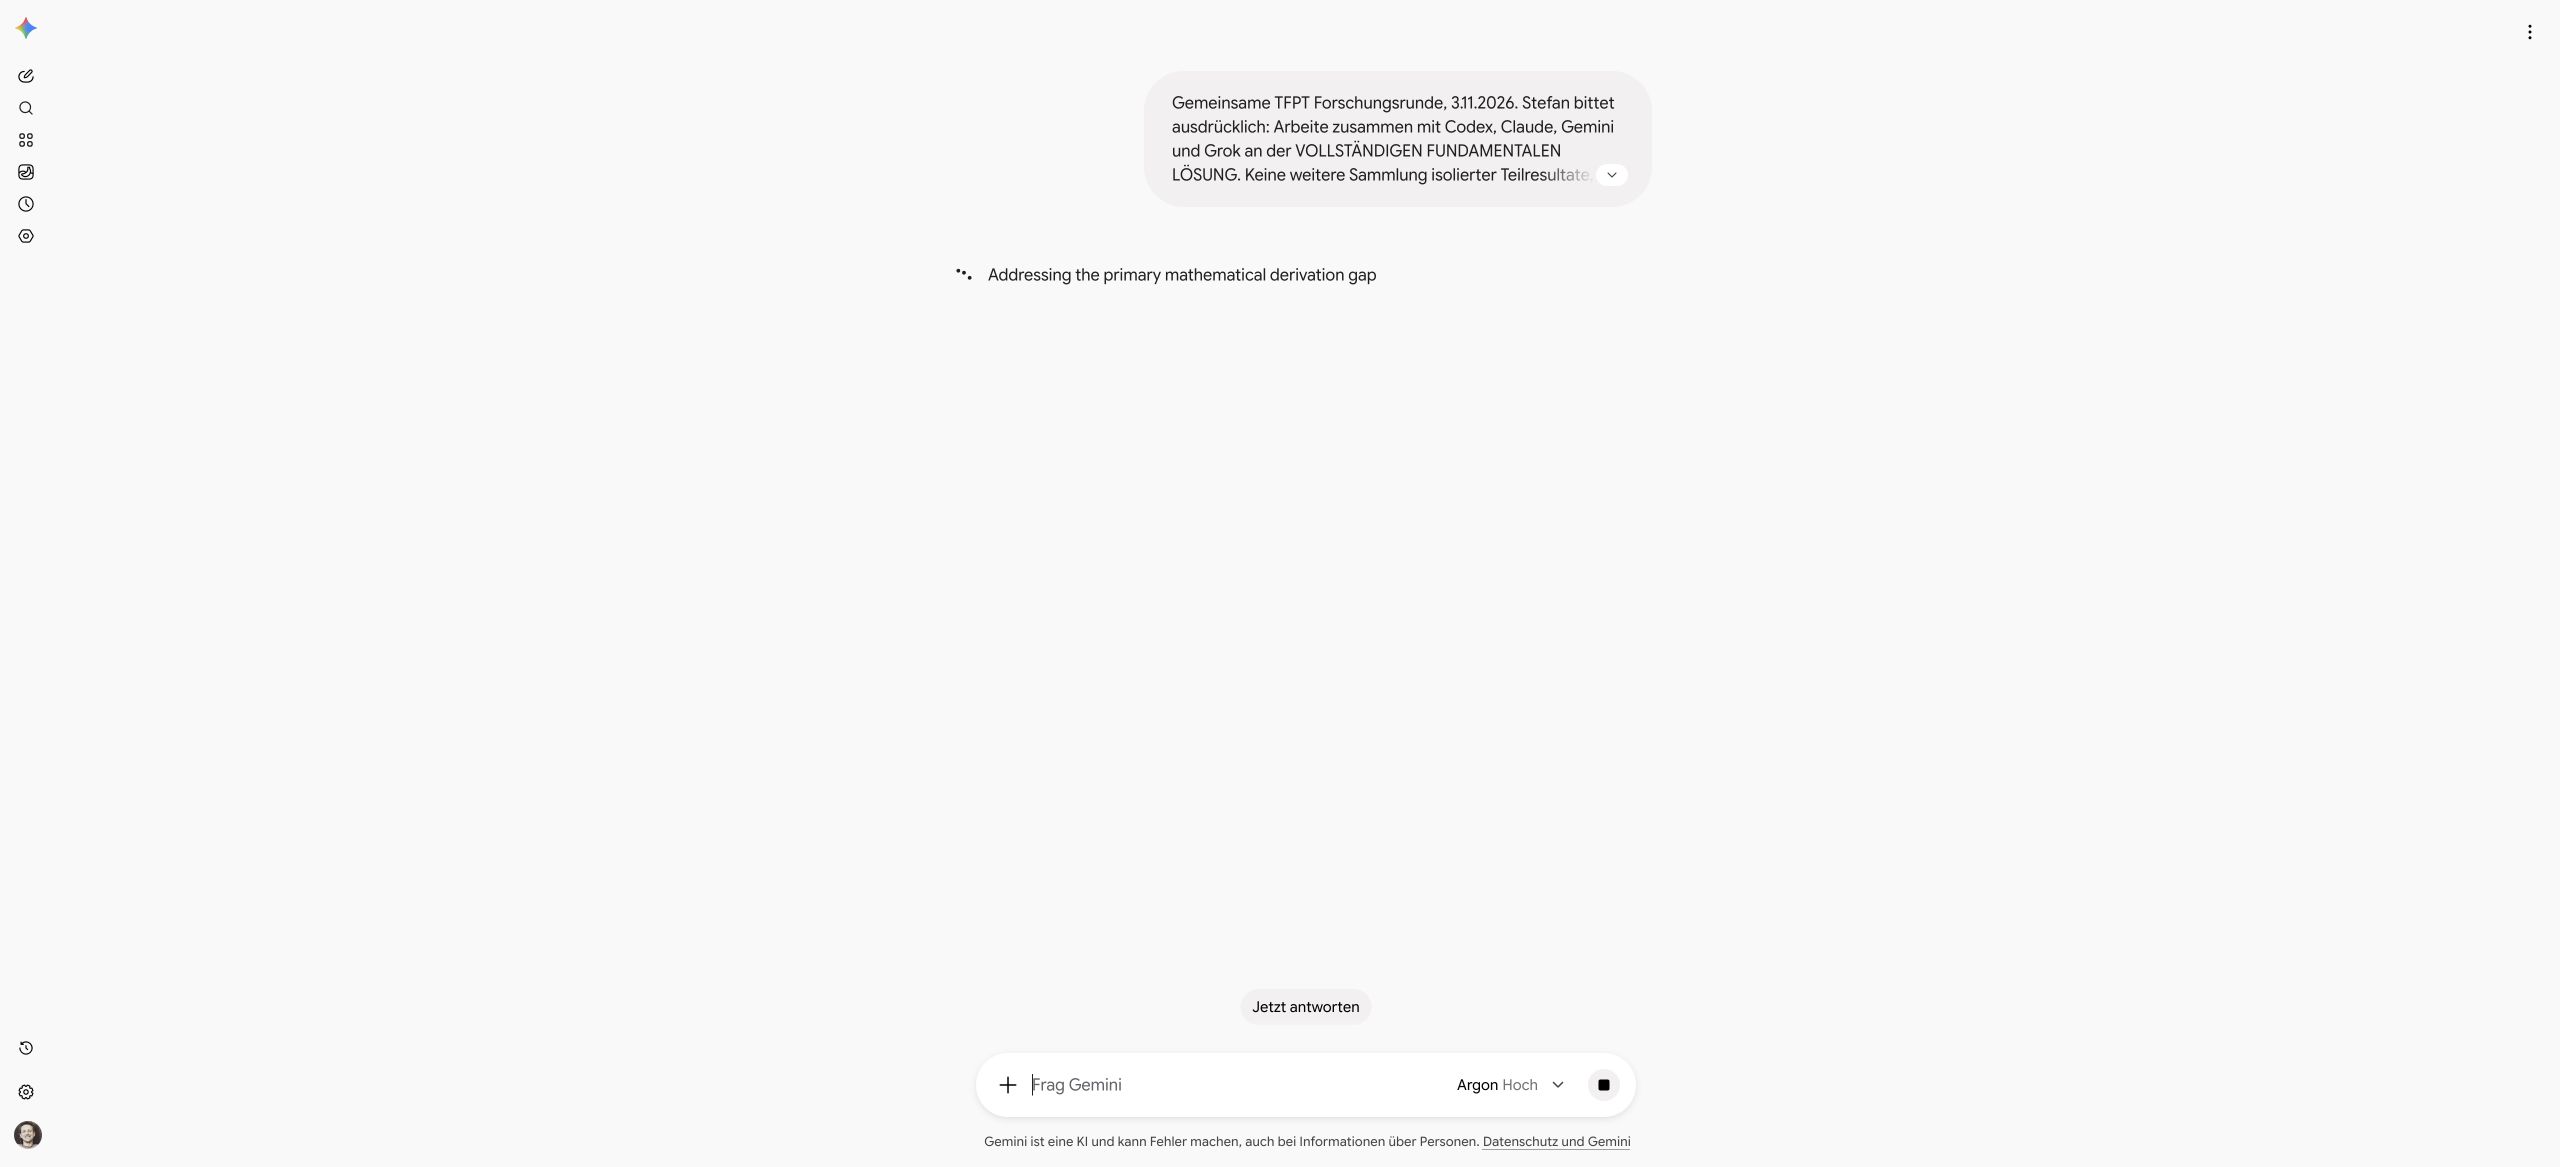 Gemeinsame TFPT Forschungsrunde, 3.11.2026. Stefan bittet
ausdrücklich: Arbeite zusammen mit Codex, Claude, Gemini
und Grok an der VOLLSTÄNDIGEN FUNDAMENTALEN
LÖSUNG. Keine weitere Sammlung isolierter Teilresultate.
Addressing the primary mathematical derivation gap
Jetzt antworten
Frag Gemini
Argon Hoch
Gemini ist eine KI und kann Fehler machen, auch bei Informationen über Personen. Datenschutz und Gemini